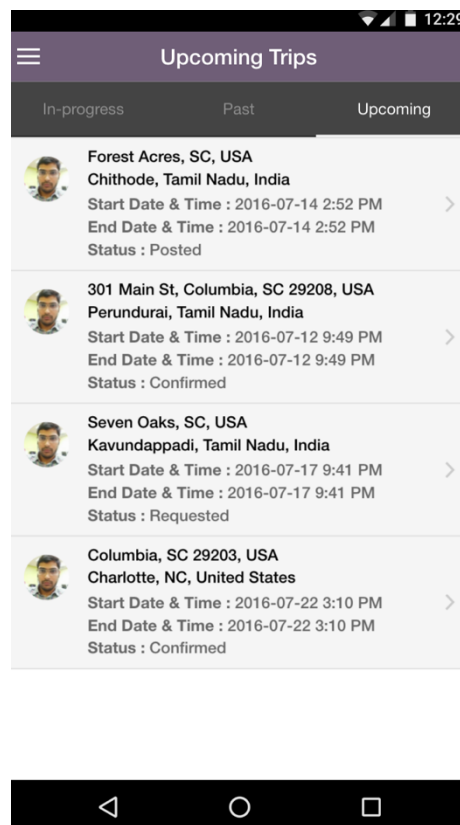 12:29
Upcoming Trips
In-progress Past Upcoming
Forest Acres, SC, USA
Chithode, Tamil Nadu, India
Start Date & Time : 2016-07-14 2:52 PM
End Date & Time : 2016-07-14 2:52 PM
Status : Posted
301 Main St, Columbia, SC 29208, USA
Perundurai, Tamil Nadu, India
Start Date & Time : 2016-07-12 9:49 PM
End Date & Time : 2016-07-12 9:49 PM
Status : Confirmed
Seven Oaks, SC, USA
Kavundappadi, Tamil Nadu, India
Start Date & Time : 2016-07-17 9:41 PM
End Date & Time : 2016-07-17 9:41 PM
Status : Requested
Columbia, SC 29203, USA
Charlotte, NC, United States
Start Date & Time : 2016-07-22 3:10 PM
End Date & Time : 2016-07-22 3:10 PM
Status : Confirmed